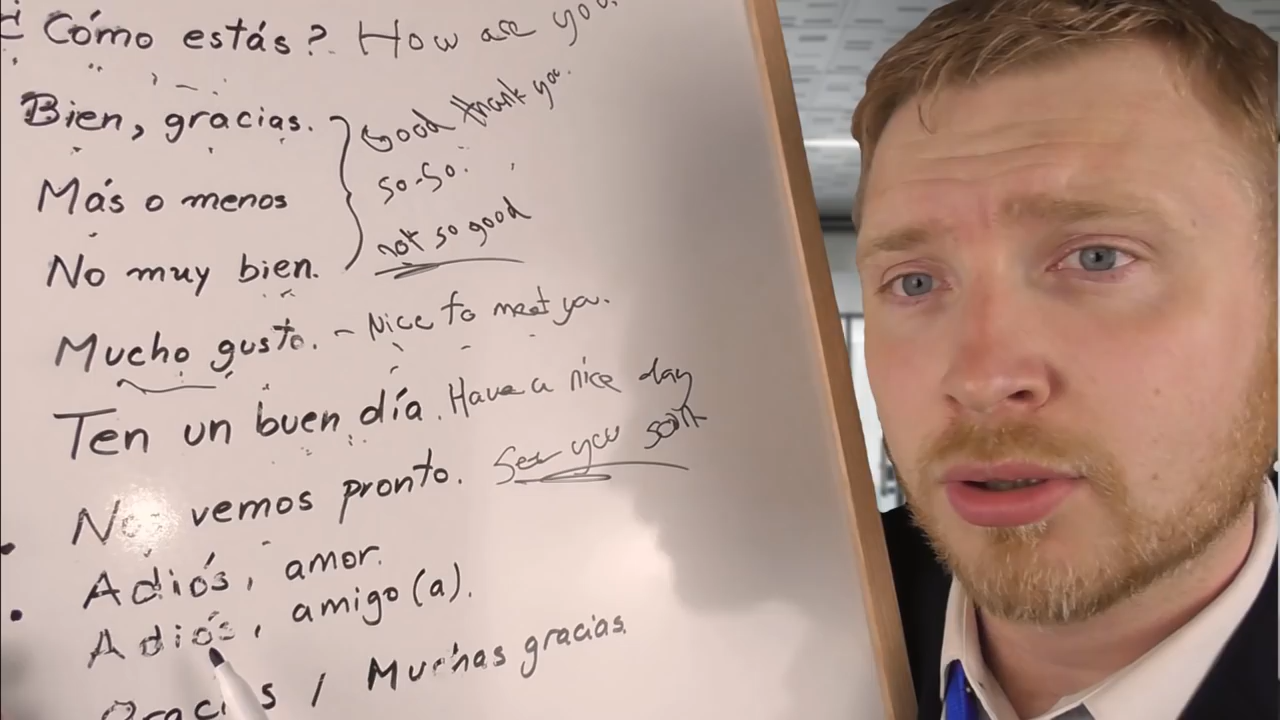 ¿Cómo estás? How are you.
Bien, gracias. Good thank you.
Más o menos so-so.
No muy bien. not so good
Mucho gusto. - Nice to meet you.
Ten un buen día. Have a nice day
Nos vemos pronto. See you soon
Adiós, amor.
Adiós, amigo(a).
Gracias / Muchas gracias.